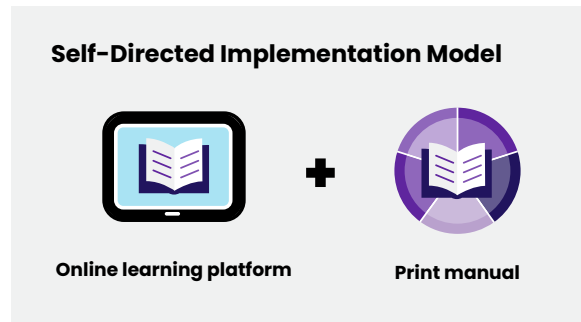 Self-Directed Implementation Model
Online learning platform
Print manual